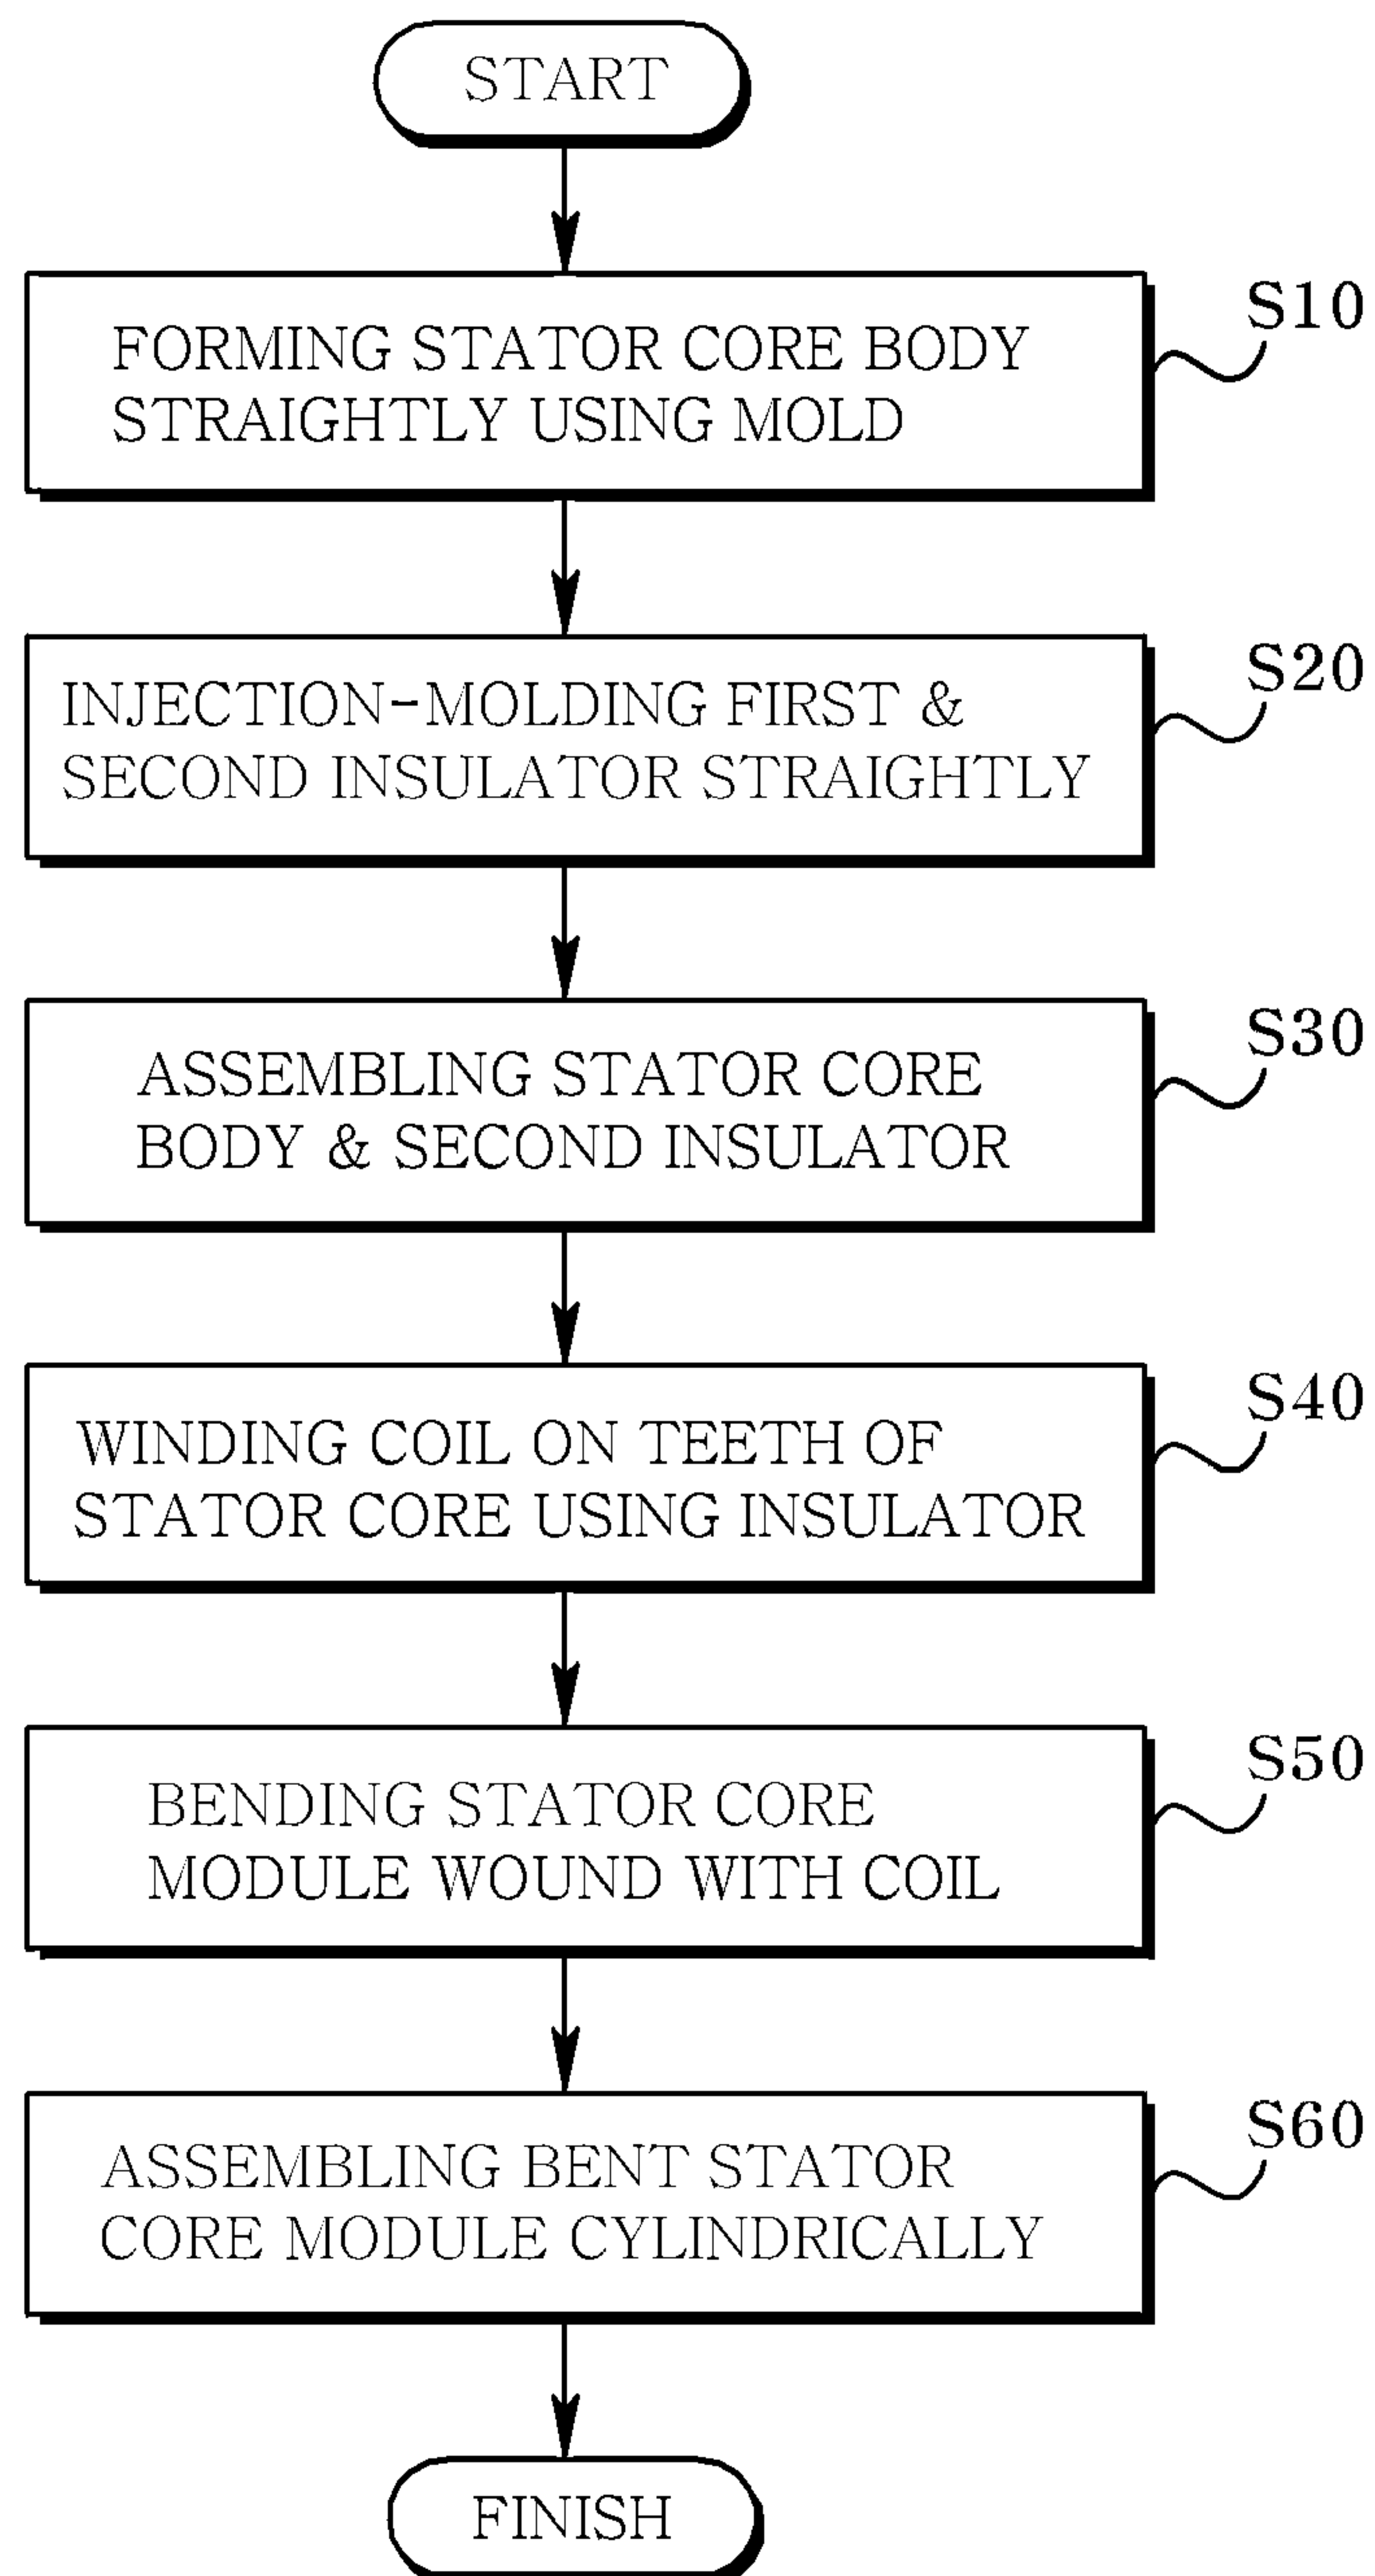 START
FORMING STATOR CORE BODY
STRAIGHTLY USING MOLD
S10
INJECTION-MOLDING FIRST &
SECOND INSULATOR STRAIGHTLY
S20
ASSEMBLING STATOR CORE
BODY & SECOND INSULATOR
S30
WINDING COIL ON TEETH OF
STATOR CORE USING INSULATOR
S40
BENDING STATOR CORE
MODULE WOUND WITH COIL
S50
ASSEMBLING BENT STATOR
CORE MODULE CYLINDRICALLY
S60
FINISH